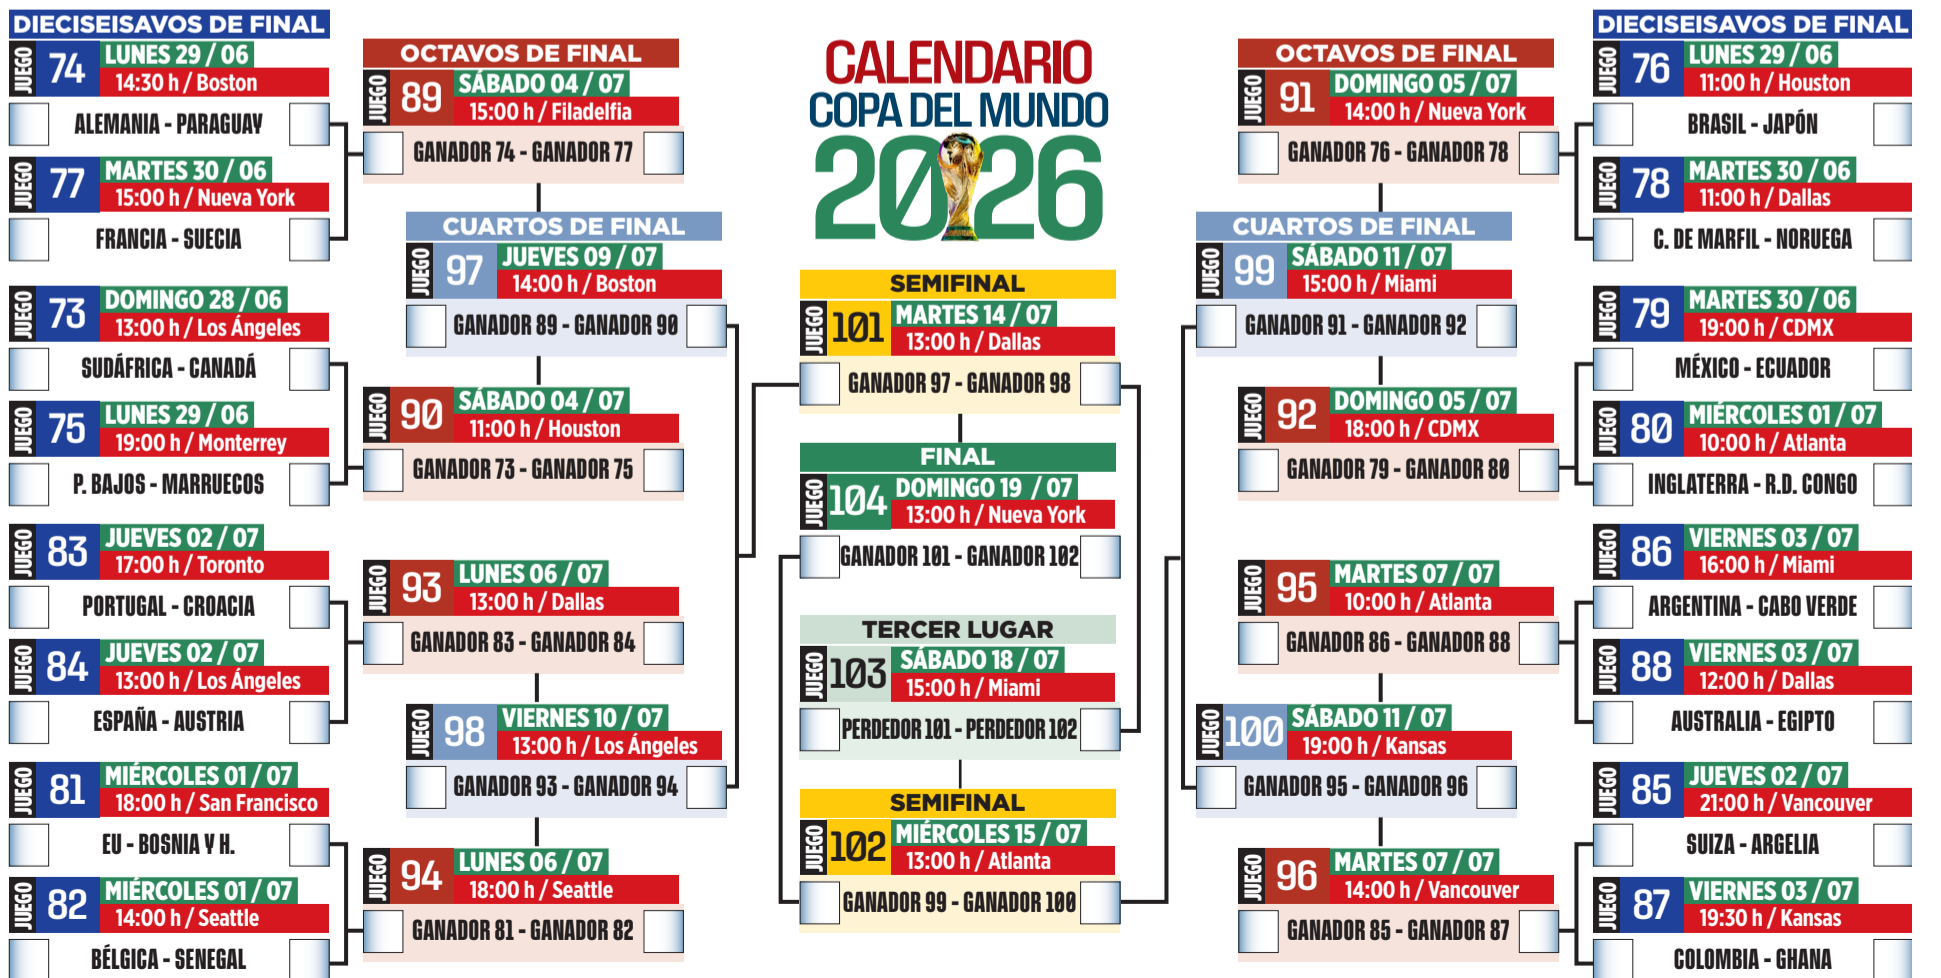 DIECISEISAVOS DE FINAL
JUEGO 74 LUNES 29 / 06
14:30 h / Boston
ALEMANIA - PARAGUAY
JUEGO 77 MARTES 30 / 06
15:00 h / Nueva York
FRANCIA - SUECIA
JUEGO 73 DOMINGO 28 / 06
13:00 h / Los Ángeles
SUDÁFRICA - CANADÁ
JUEGO 75 LUNES 29 / 06
19:00 h / Monterrey
P. BAJOS - MARRUECOS
JUEGO 83 JUEVES 02 / 07
17:00 h / Toronto
PORTUGAL - CROACIA
JUEGO 84 JUEVES 02 / 07
13:00 h / Los Ángeles
ESPAÑA - AUSTRIA
JUEGO 81 MIÉRCOLES 01 / 07
18:00 h / San Francisco
EU - BOSNIA Y H.
JUEGO 82 MIÉRCOLES 01 / 07
14:00 h / Seattle
BÉLGICA - SENEGAL
OCTAVOS DE FINAL
JUEGO 89 SÁBADO 04 / 07
15:00 h / Filadelfia
GANADOR 74 - GANADOR 77
CUARTOS DE FINAL
JUEGO 97 JUEVES 09 / 07
14:00 h / Boston
GANADOR 89 - GANADOR 90
JUEGO 90 SÁBADO 04 / 07
11:00 h / Houston
GANADOR 73 - GANADOR 75
JUEGO 93 LUNES 06 / 07
13:00 h / Dallas
GANADOR 83 - GANADOR 84
JUEGO 98 VIERNES 10 / 07
13:00 h / Los Ángeles
GANADOR 93 - GANADOR 94
JUEGO 94 LUNES 06 / 07
18:00 h / Seattle
GANADOR 81 - GANADOR 82
CALENDARIO
COPA DEL MUNDO
2026
SEMIFINAL
JUEGO 101 MARTES 14 / 07
13:00 h / Dallas
GANADOR 97 - GANADOR 98
FINAL
JUEGO 104 DOMINGO 19 / 07
13:00 h / Nueva York
GANADOR 101 - GANADOR 102
TERCER LUGAR
JUEGO 103 SÁBADO 18 / 07
15:00 h / Miami
PERDEDOR 101 - PERDEDOR 102
SEMIFINAL
JUEGO 102 MIÉRCOLES 15 / 07
13:00 h / Atlanta
GANADOR 99 - GANADOR 100
OCTAVOS DE FINAL
JUEGO 91 DOMINGO 05 / 07
14:00 h / Nueva York
GANADOR 76 - GANADOR 78
CUARTOS DE FINAL
JUEGO 99 SÁBADO 11 / 07
15:00 h / Miami
GANADOR 91 - GANADOR 92
JUEGO 92 DOMINGO 05 / 07
18:00 h / CDMX
GANADOR 79 - GANADOR 80
JUEGO 95 MARTES 07 / 07
10:00 h / Atlanta
GANADOR 86 - GANADOR 88
JUEGO 100 SÁBADO 11 / 07
19:00 h / Kansas
GANADOR 95 - GANADOR 96
JUEGO 96 MARTES 07 / 07
14:00 h / Vancouver
GANADOR 85 - GANADOR 87
DIECISEISAVOS DE FINAL
JUEGO 76 LUNES 29 / 06
11:00 h / Houston
BRASIL - JAPÓN
JUEGO 78 MARTES 30 / 06
11:00 h / Dallas
C. DE MARFIL - NORUEGA
JUEGO 79 MARTES 30 / 06
19:00 h / CDMX
MÉXICO - ECUADOR
JUEGO 80 MIÉRCOLES 01 / 07
10:00 h / Atlanta
INGLATERRA - R.D. CONGO
JUEGO 86 VIERNES 03 / 07
16:00 h / Miami
ARGENTINA - CABO VERDE
JUEGO 88 VIERNES 03 / 07
12:00 h / Dallas
AUSTRALIA - EGIPTO
JUEGO 85 JUEVES 02 / 07
21:00 h / Vancouver
SUIZA - ARGELIA
JUEGO 87 VIERNES 03 / 07
19:30 h / Kansas
COLOMBIA - GHANA